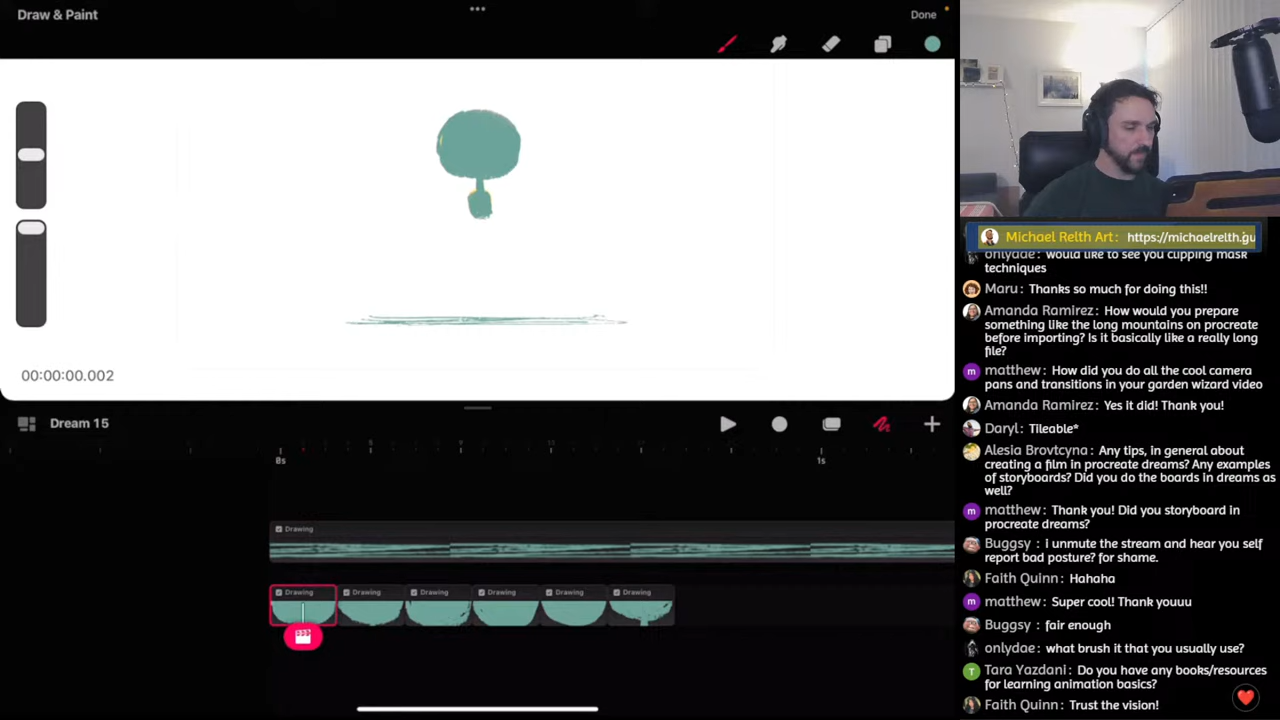 Draw & Paint
Done
00:00:00.002
Dream 15
0s
5
9
13
17
1s
Drawing
Drawing
Drawing
Drawing
Drawing
Drawing
Drawing
Michael Relth Art: https://michaelrelth.gu
onlydae: would like to see you clipping mask
techniques
Maru: Thanks so much for doing this!!
Amanda Ramirez: How would you prepare
something like the long mountains on procreate
before importing? Is it basically like a really long
file?
m
matthew: How did you do all the cool camera
pans and transitions in your garden wizard video
Amanda Ramirez: Yes it did! Thank you!
Daryl: Tileable*
Alesia Brovtcyna: Any tips, in general about
creating a film in procreate dreams? Any examples
of storyboards? Did you do the boards in dreams as
well?
m
matthew: Thank you! Did you storyboard in
procreate dreams?
Buggsy: i unmute the stream and hear you self
report bad posture? for shame.
Faith Quinn: Hahaha
m
matthew: Super cool! Thank youuu
Buggsy: fair enough
onlydae: what brush it that you usually use?
T
Tara Yazdani: Do you have any books/resources
for learning animation basics?
Faith Quinn: Trust the vision!